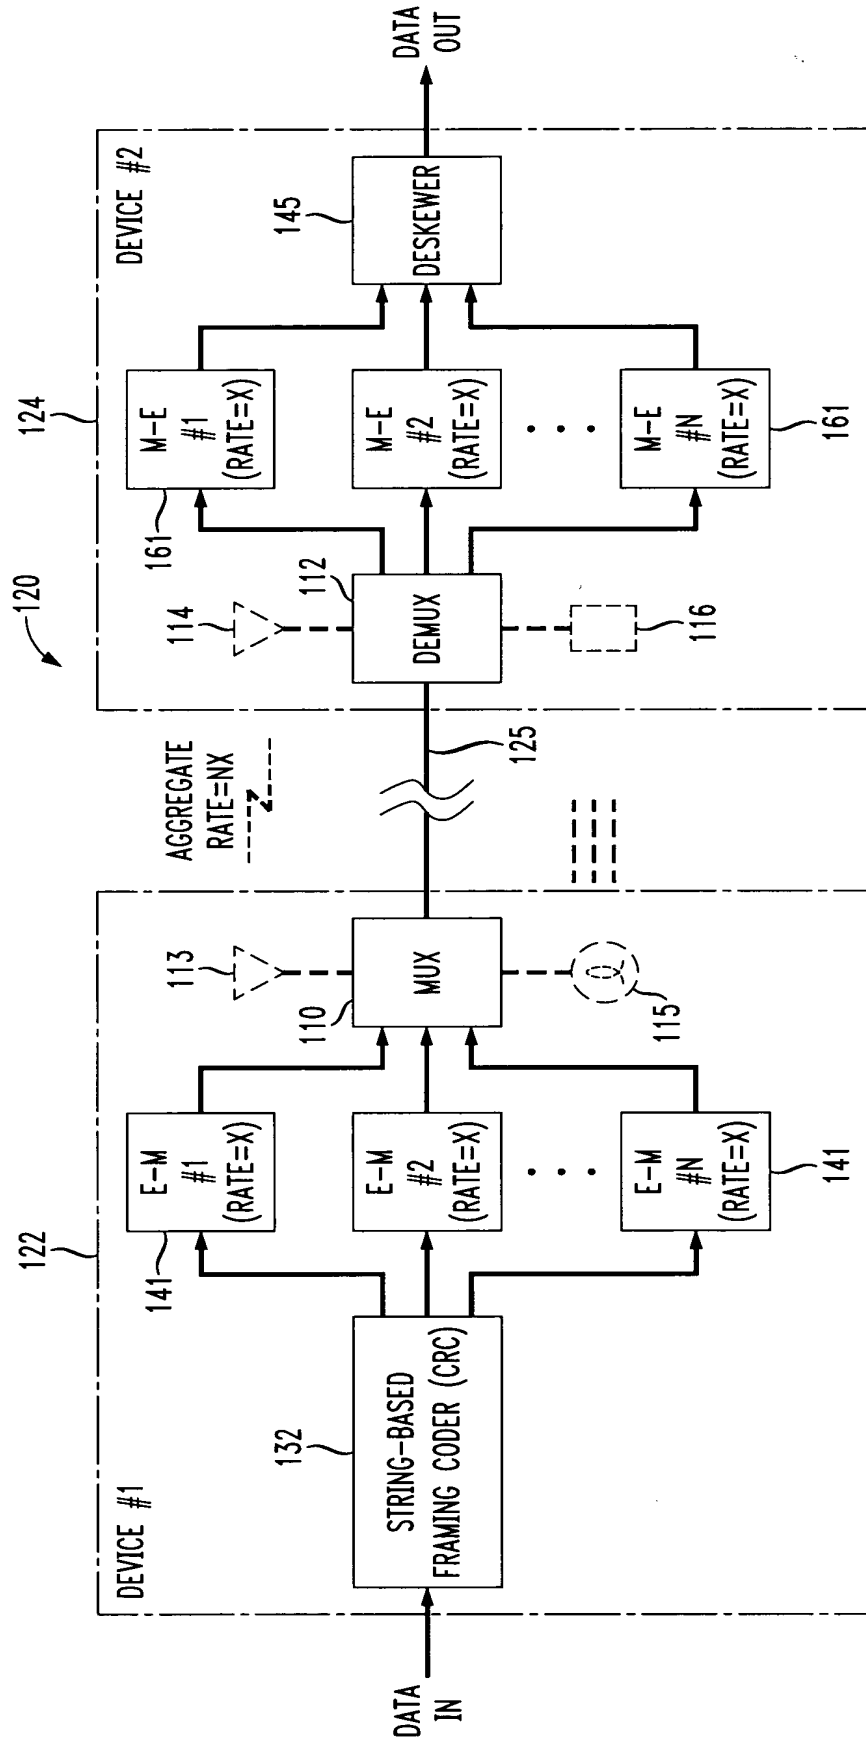 120
122
DEVICE #1
DATA
IN
132
STRING-BASED
FRAMING CODER (CRC)
141
E-M
#1
(RATE=X)
E-M
#2
(RATE=X)
E-M
#N
(RATE=X)
141
113
110
MUX
115
AGGREGATE
RATE=NX
125
124
DEVICE #2
114
112
DEMUX
116
161
M-E
#1
(RATE=X)
M-E
#2
(RATE=X)
M-E
#N
(RATE=X)
161
145
DESKEWER
DATA
OUT